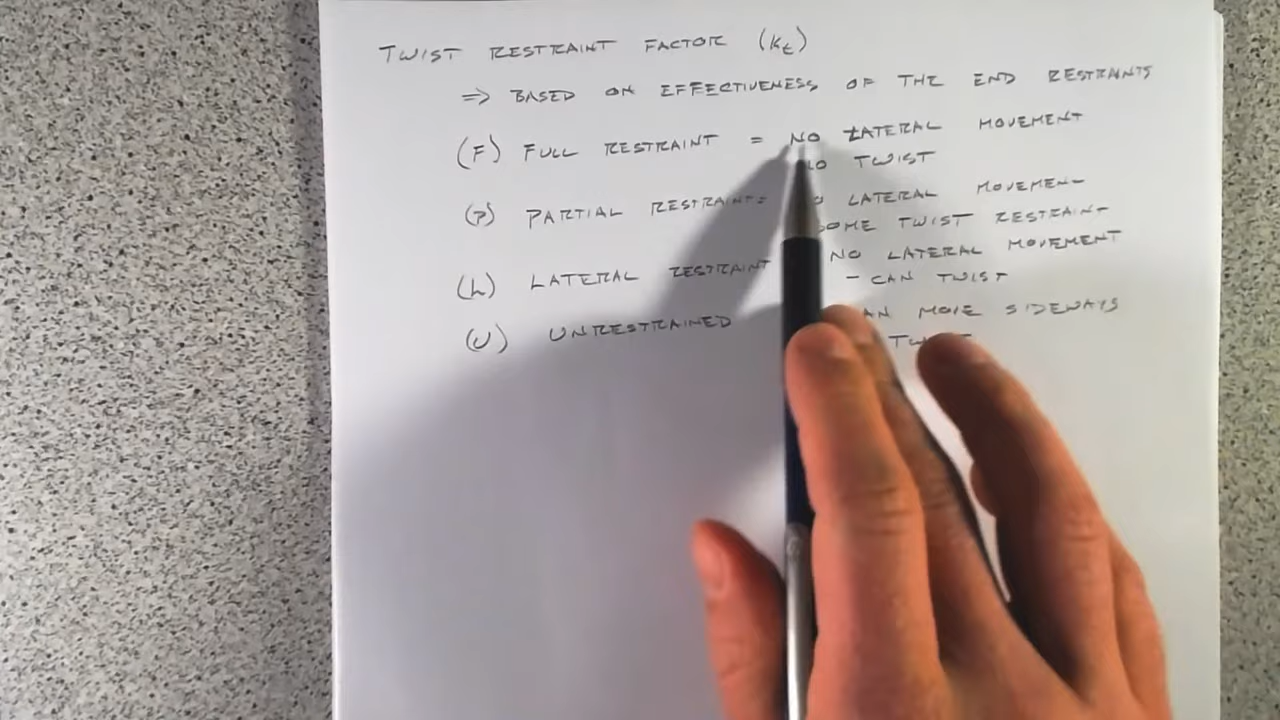 TWIST RESTRAINT FACTOR (kt)
⇒ BASED ON EFFECTIVENESS OF THE END RESTRAINTS
(F) FULL RESTRAINT = NO LATERAL MOVEMENT
NO TWIST
(P) PARTIAL RESTRAINT = LATERAL MOVEMENT
SOME TWIST RESTRAINT
(L) LATERAL RESTRAINT NO LATERAL MOVEMENT
- CAN TWIST
(U) UNRESTRAINED MOVE SIDEWAYS